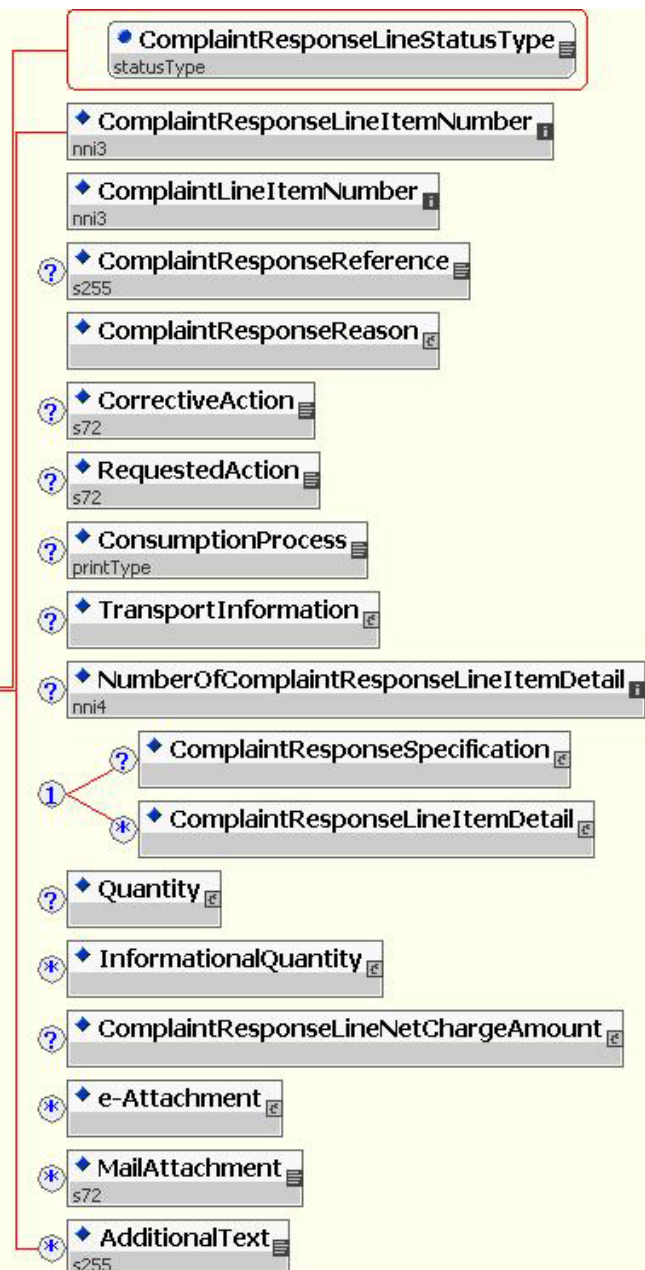 ComplaintResponseLineStatusType
statusType
ComplaintResponseLineItemNumber
nni3
ComplaintLineItemNumber
nni3
? ComplaintResponseReference
s255
ComplaintResponseReason
? CorrectiveAction
s72
? RequestedAction
s72
? ConsumptionProcess
printType
? TransportInformation
? NumberOfComplaintResponseLineItemDetail
nni4
? ComplaintResponseSpecification
1
* ComplaintResponseLineItemDetail
? Quantity
* InformationalQuantity
? ComplaintResponseLineNetChargeAmount
* e-Attachment
* MailAttachment
s72
* AdditionalText
s255